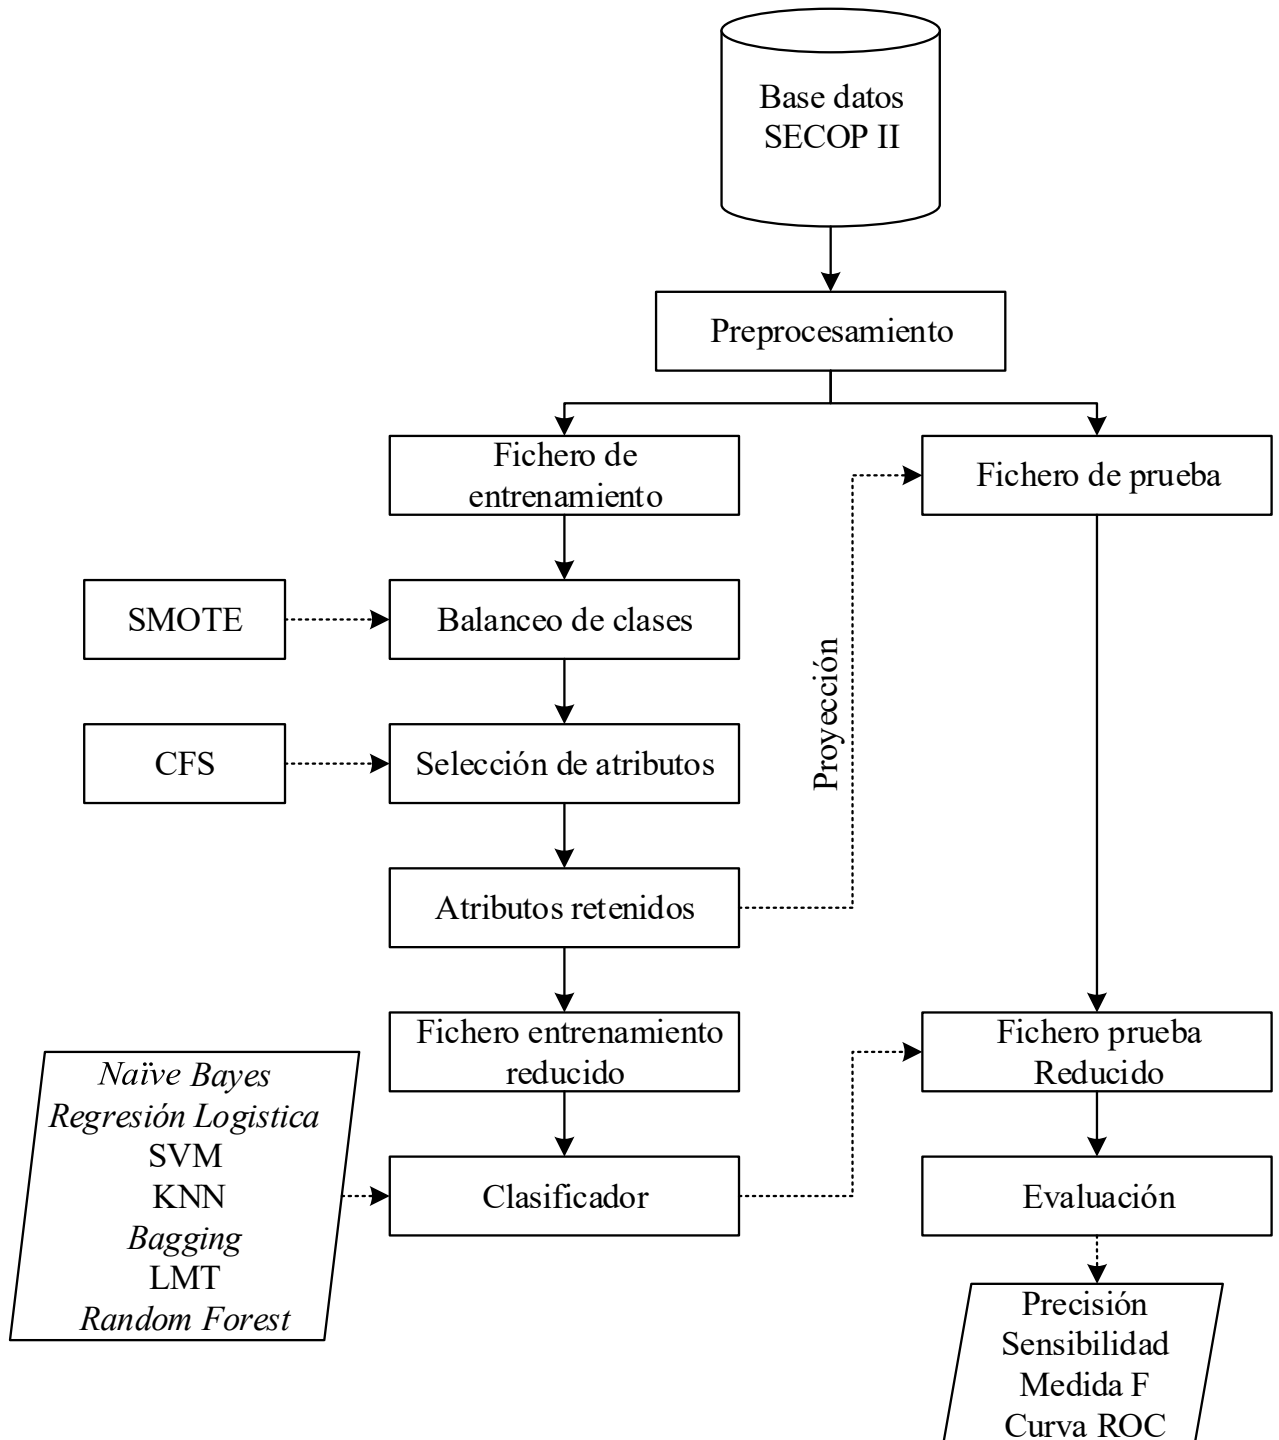 Base datos
SECOP II
Preprocesamiento
Fichero de
entrenamiento
Fichero de prueba
SMOTE
Balanceo de clases
Proyección
CFS
Selección de atributos
Atributos retenidos
Fichero entrenamiento
reducido
Fichero prueba
Reducido
Naïve Bayes
Regresión Logistica
SVM
KNN
Bagging
LMT
Random Forest
Clasificador
Evaluación
Precisión
Sensibilidad
Medida F
Curva ROC